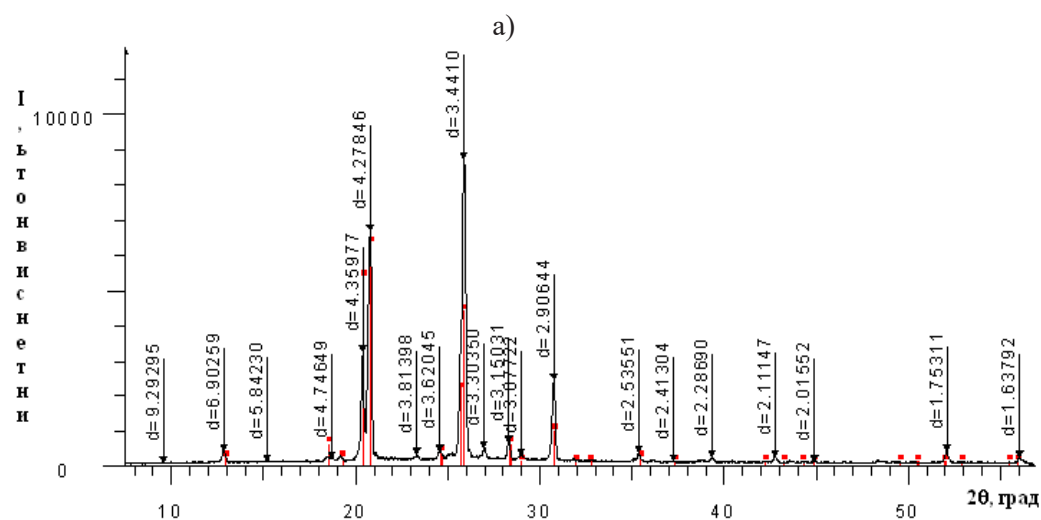 а)
I
,
ь
т
о
н
в
и
с
н
е
т
н
и
10000
0
d=9.29295
d=6.90259
d=5.84230
d=4.74649
d=4.35977
d=4.27846
d=3.81398
d=3.62045
d=3.4410
d=3.30350
d=3.15031
d=3.07722
d=2.90644
d=2.53551
d=2.41304
d=2.28690
d=2.11147
d=2.01552
d=1.75311
d=1.63792
10
20
30
40
50
2θ, град